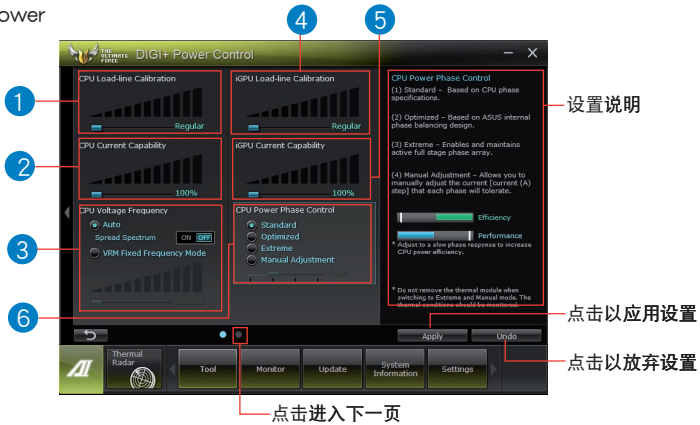 ower
4
5
THE ULTIMATE FORCE DIGI+ Power Control
CPU Load-line Calibration
Regular
iGPU Load-line Calibration
Regular
1
CPU Current Capability
100%
iGPU Current Capability
100%
2
CPU Voltage Frequency
Auto
Spread Spectrum ON OFF
VRM Fixed Frequency Mode
3
CPU Power Phase Control
Standard
Optimized
Extreme
Manual Adjustment
Fast
6
CPU Power Phase Control
(1) Standard - Based on CPU phase
specifications.
(2) Optimized - Based on ASUS internal
phase balancing design.
(3) Extreme - Enables and maintains
active full stage phase array.
(4) Manual Adjustment - Allows you to
manually adjust the current [current (A)
step] that each phase will tolerate.
Efficiency
Performance
* Adjust to a slow phase response to increase
CPU power efficiency.
* Do not remove the thermal module when
switching to Extreme and Manual mode. The
thermal conditions should be monitored.
设置说明
Apply
Undo
点击以应用设置
点击以放弃设置
Thermal
Radar
Tool
Monitor
Update
System
Information
Settings
点击进入下一页